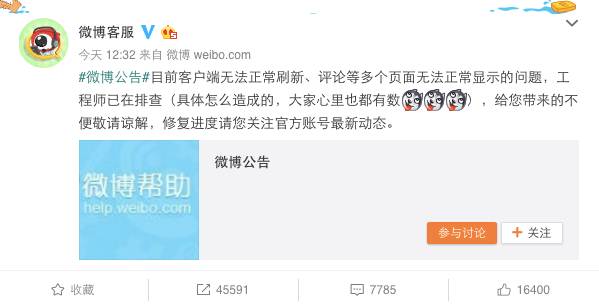 微博客服
今天 12:32 来自 微博 weibo.com
#微博公告#目前客户端无法正常刷新、评论等多个页面无法正常显示的问题，工
程师已在排查（具体怎么造成的，大家心里也都有数），给您带来的不
便敬请谅解，修复进度请您关注官方账号最新动态。
微博公告
微博帮助
help.weibo.com
参与讨论
+ 关注
收藏
45591
7785
16400